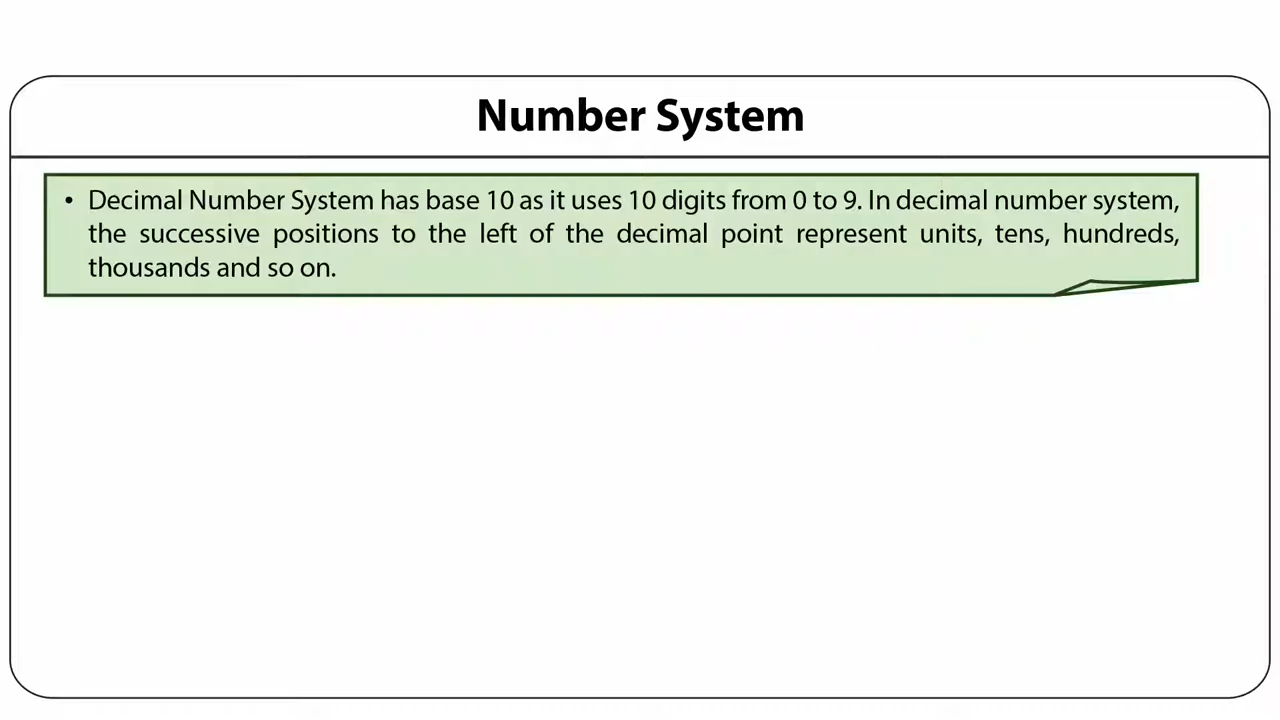 Number System
• Decimal Number System has base 10 as it uses 10 digits from 0 to 9. In decimal number system,
the successive positions to the left of the decimal point represent units, tens, hundreds,
thousands and so on.